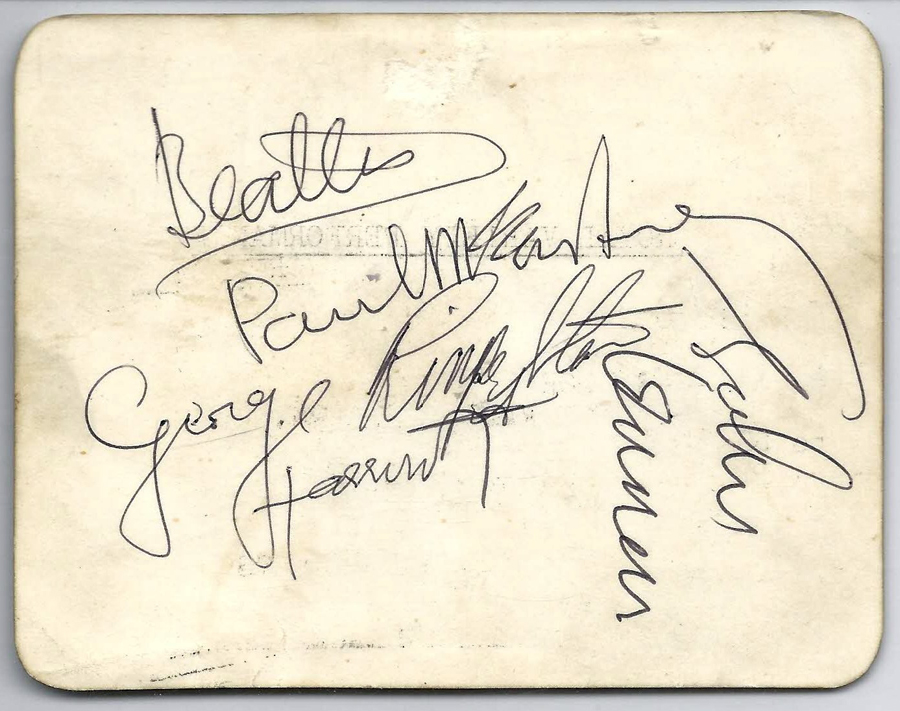 Beatles
Paul McCartney
George Harrison
Ringo Starr
John Lennon